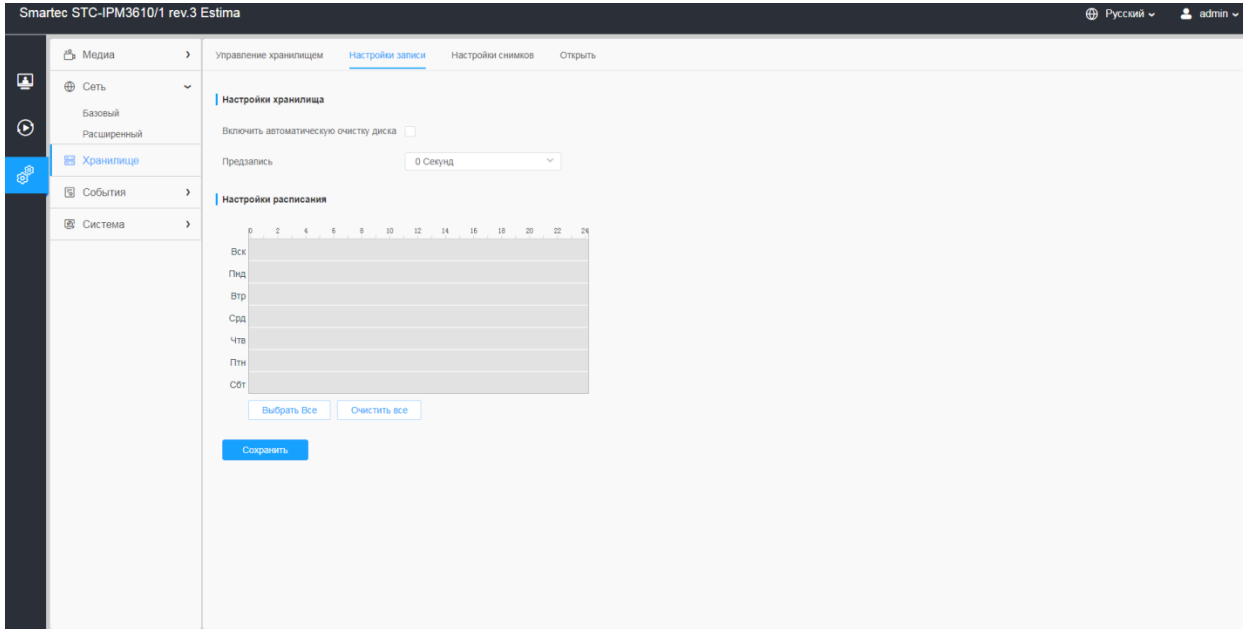 Smartec STC-IPM3610/1 rev.3 Estima
Русский
admin
Медиа
Сеть
Базовый
Расширенный
Хранилище
События
Система
Управление хранилищем Настройки записи Настройки снимков Открыть
Настройки хранилища
Включить автоматическую очистку диска
Предзапись 0 Секунд
Настройки расписания
0 2 4 6 8 10 12 14 16 18 20 22 24
Вск
Пнд
Втр
Срд
Чтв
Птн
Сбт
Выбрать Все Очистить все
Сохранить